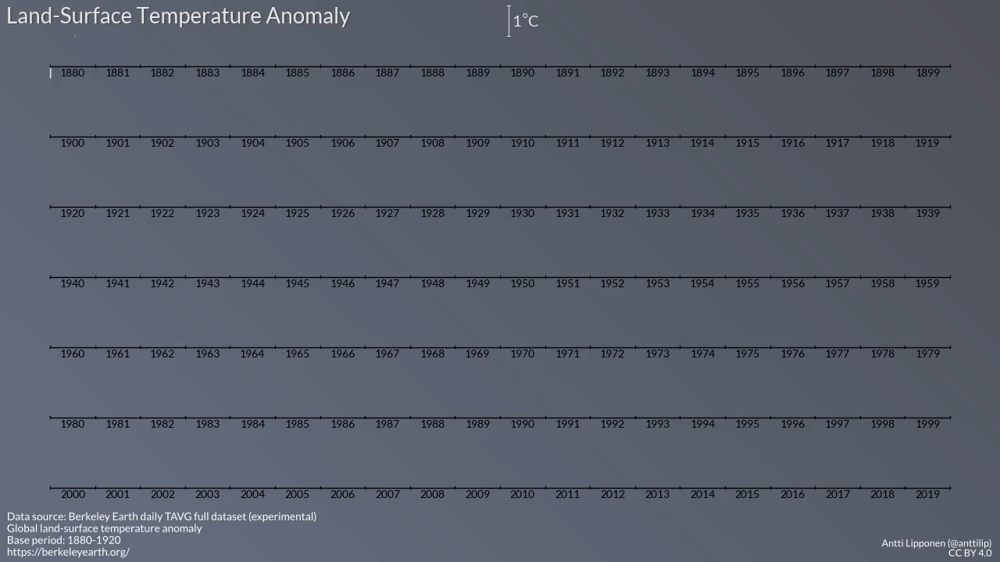 Land-Surface Temperature Anomaly
1°C
1880 1881 1882 1883 1884 1885 1886 1887 1888 1889 1890 1891 1892 1893 1894 1895 1896 1897 1898 1899
1900 1901 1902 1903 1904 1905 1906 1907 1908 1909 1910 1911 1912 1913 1914 1915 1916 1917 1918 1919
1920 1921 1922 1923 1924 1925 1926 1927 1928 1929 1930 1931 1932 1933 1934 1935 1936 1937 1938 1939
1940 1941 1942 1943 1944 1945 1946 1947 1948 1949 1950 1951 1952 1953 1954 1955 1956 1957 1958 1959
1960 1961 1962 1963 1964 1965 1966 1967 1968 1969 1970 1971 1972 1973 1974 1975 1976 1977 1978 1979
1980 1981 1982 1983 1984 1985 1986 1987 1988 1989 1990 1991 1992 1993 1994 1995 1996 1997 1998 1999
2000 2001 2002 2003 2004 2005 2006 2007 2008 2009 2010 2011 2012 2013 2014 2015 2016 2017 2018 2019
Data source: Berkeley Earth daily TAVG full dataset (experimental)
Global land-surface temperature anomaly
Base period: 1880-1920
https://berkeleyearth.org/
Antti Lipponen (@anttilip)
CC BY 4.0